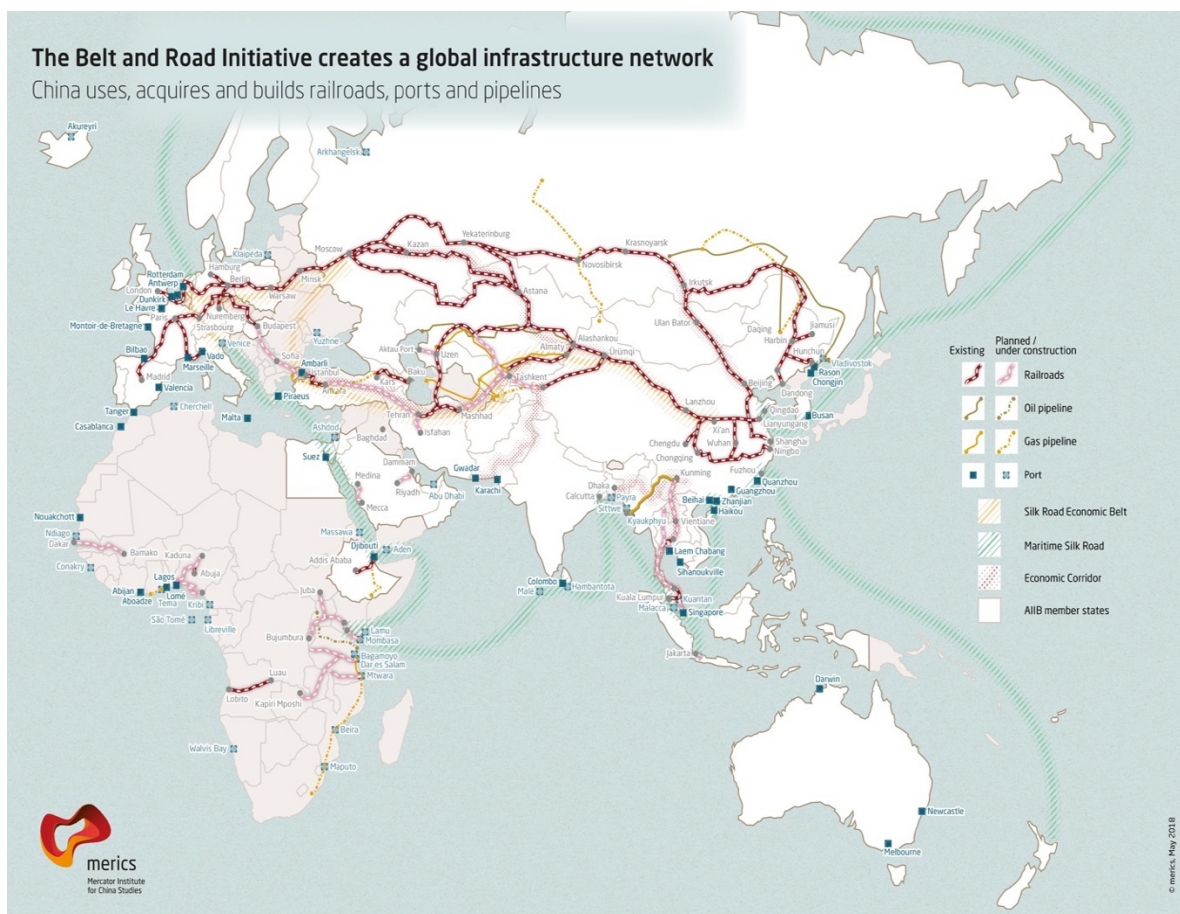 The Belt and Road Initiative creates a global infrastructure network
China uses, acquires and builds railroads, ports and pipelines
Akureyri
Arkhangelsk
Klaipėda
Moscow
Kazan
Yekaterinburg
Krasnoyarsk
Novosibirsk
Irkutsk
Astana
Rotterdam
Antwerp
Hamburg
Berlin
London
Dunkirk
Le Havre
Paris
Minsk
Warsaw
Nuremberg
Strasbourg
Montoir-de-Bretagne
Budapest
Venice
Yuzhne
Bilbao
Madrid
Valencia
Marseille
Vado
Sofia
Ambarli
Istanbul
Ankara
Piraeus
Kars
Baku
Aktau Port
Uzen
Almaty
Alashankou
Ürümqi
Tashkent
Ulan Bator
Daqing
Jiamusi
Harbin
Hunchun
Vladivostok
Rason
Chongjin
Dandong
Beijing
Busan
Qingdao
Lianyungang
Lanzhou
Xi'an
Wuhan
Chengdu
Chongqing
Shanghai
Ningbo
Fuzhou
Quanzhou
Guangzhou
Zhanjian
Beihai
Haikou
Kunming
Tanger
Casablanca
Cherchell
Malta
Ashdod
Suez
Tehran
Mashhad
Isfahan
Baghdad
Dammam
Medina
Riyadh
Mecca
Abu Dhabi
Gwadar
Karachi
Dhaka
Calcutta
Payra
Sittwe
Kyaukphyu
Vientiane
Laem Chabang
Sihanoukville
Nouakchott
Ndiago
Dakar
Bamako
Conakry
Kaduna
Abuja
Lagos
Abijan
Lomé
Aboadze
Tema
Kribi
São Tomé
Libreville
Massawa
Djibouti
Aden
Addis Ababa
Juba
Bujumbura
Lamu
Mombasa
Bagamoyo
Dar es Salam
Mtwara
Luau
Lobito
Kapiri Mposhi
Walvis Bay
Beira
Maputo
Colombo
Hambantota
Malé
Kuala Lumpur
Kuantan
Malacca
Singapore
Jakarta
Darwin
Newcastle
Melbourne
Existing
Planned /
under construction
Railroads
Oil pipeline
Gas pipeline
Port
Silk Road Economic Belt
Maritime Silk Road
Economic Corridor
AIIB member states
merics
Mercator Institute
for China Studies
© merics, May 2018